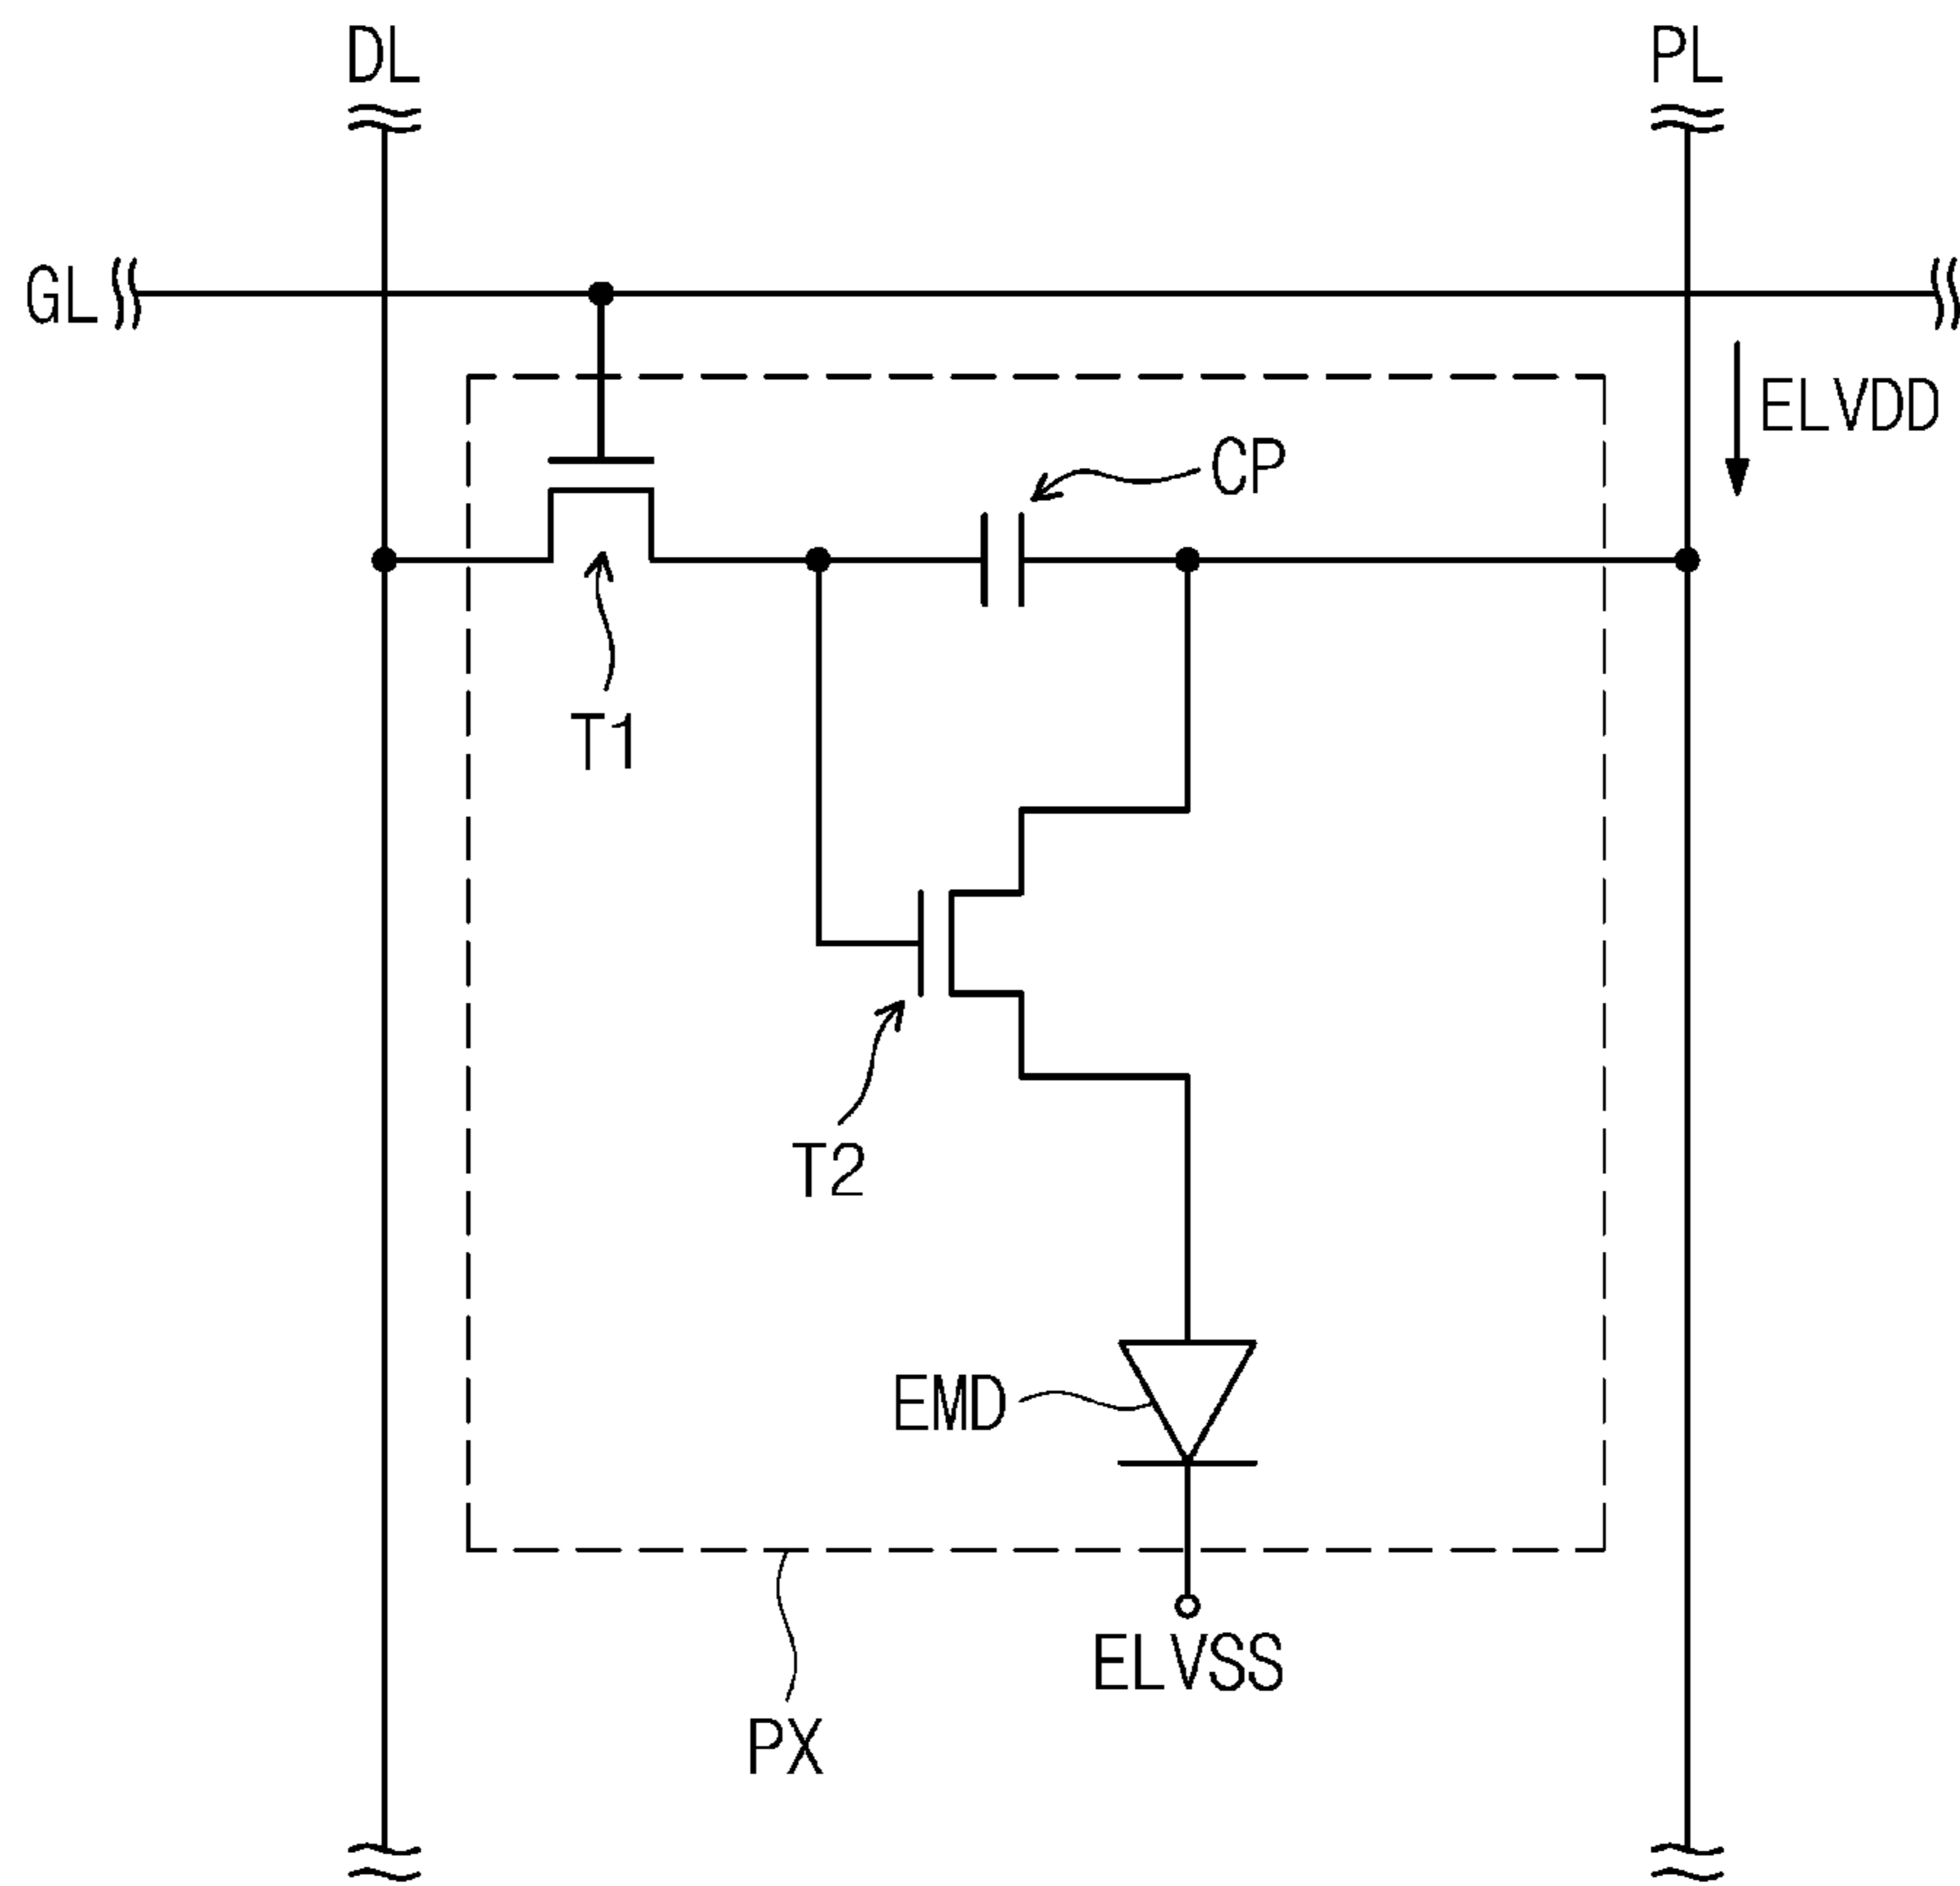 DL
PL
GL
ELVDD
CP
T1
T2
EMD
ELVSS
PX